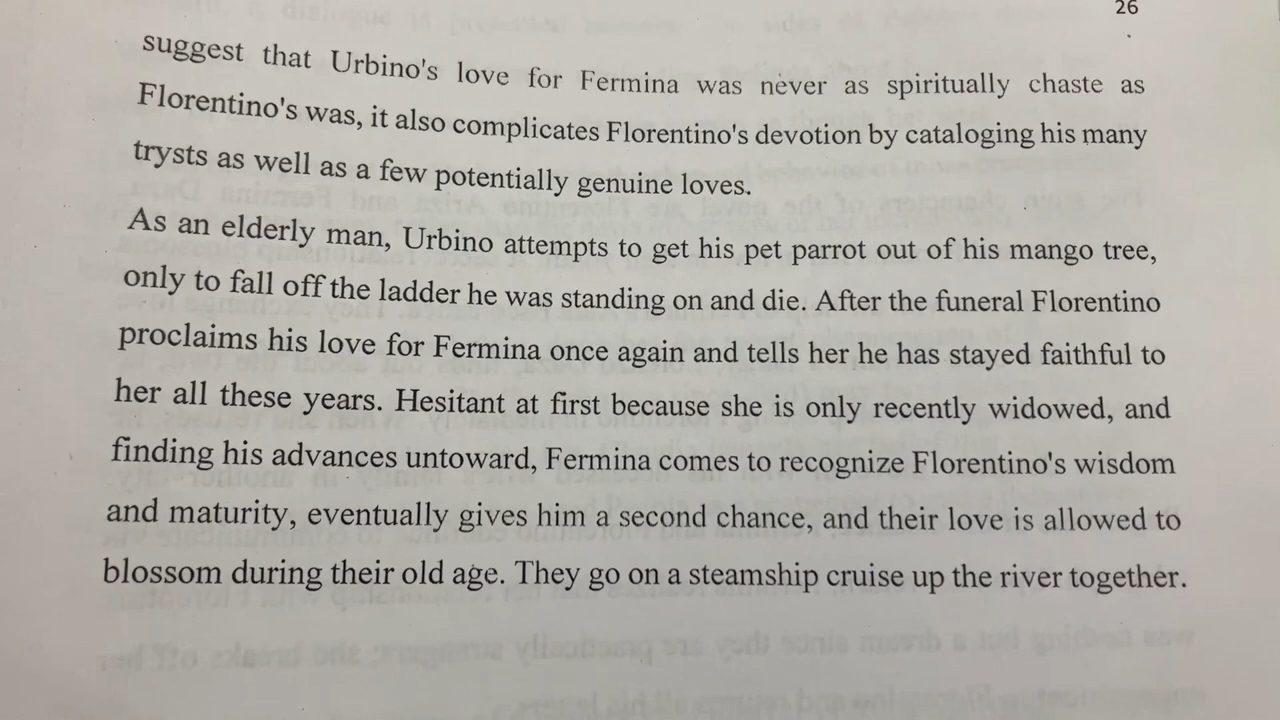 26
suggest that Urbino's love for Fermina was never as spiritually chaste as
Florentino's was, it also complicates Florentino's devotion by cataloging his many
trysts as well as a few potentially genuine loves.
As an elderly man, Urbino attempts to get his pet parrot out of his mango tree,
only to fall off the ladder he was standing on and die. After the funeral Florentino
proclaims his love for Fermina once again and tells her he has stayed faithful to
her all these years. Hesitant at first because she is only recently widowed, and
finding his advances untoward, Fermina comes to recognize Florentino's wisdom
and maturity, eventually gives him a second chance, and their love is allowed to
blossom during their old age. They go on a steamship cruise up the river together.